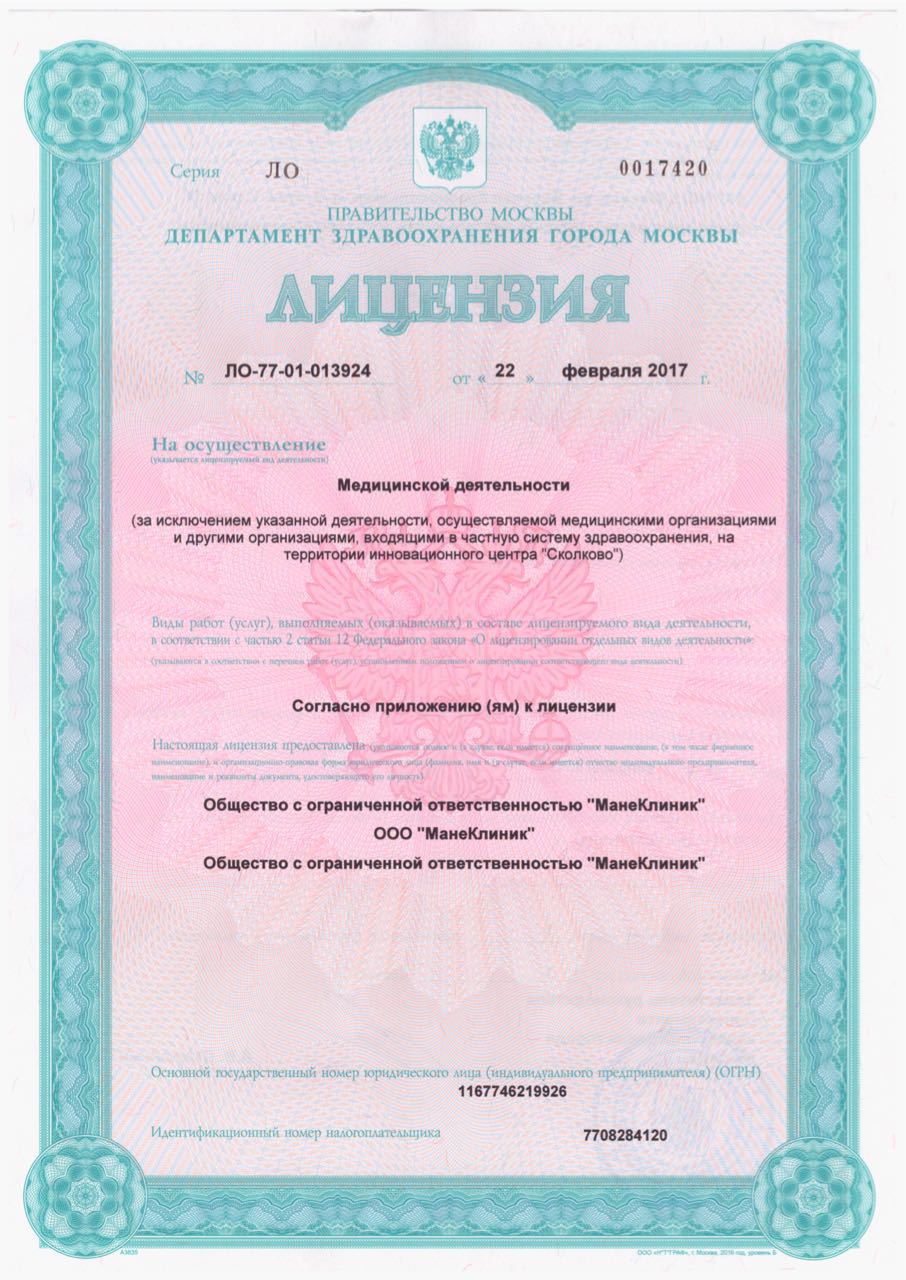 Серия ЛО 0017420
ПРАВИТЕЛЬСТВО МОСКВЫ
ДЕПАРТАМЕНТ ЗДРАВООХРАНЕНИЯ ГОРОДА МОСКВЫ
ЛИЦЕНЗИЯ
№ ЛО-77-01-013924 от « 22 » февраля 2017 г.
На осуществление
(указывается лицензируемый вид деятельности)
Медицинской деятельности
(за исключением указанной деятельности, осуществляемой медицинскими организациями
и другими организациями, входящими в частную систему здравоохранения, на
территории инновационного центра "Сколково")
Виды работ (услуг), выполняемых (оказываемых) в составе лицензируемого вида деятельности,
в соответствии с частью 2 статьи 12 Федерального закона «О лицензировании отдельных видов деятельности»:
(указываются в соответствии с перечнем работ (услуг), установленным положением о лицензировании соответствующего вида деятельности)
Согласно приложению (ям) к лицензии
Настоящая лицензия предоставлена (указываются полное и (в случае, если имеется) сокращённое наименование, (в том числе фирменное
наименование), и организационно-правовая форма юридического лица (фамилия, имя и (в случае, если имеется) отчество индивидуального предпринимателя,
наименование и реквизиты документа, удостоверяющего его личность)
Общество с ограниченной ответственностью "МанеКлиник"
ООО "МанеКлиник"
Общество с ограниченной ответственностью "МанеКлиник"
Основной государственный номер юридического лица (индивидуального предпринимателя) (ОГРН)
1167746219926
Идентификационный номер налогоплательщика 7708284120
А3835 ООО «Н"Т"ГРАФ», г. Москва, 2016 год, уровень Б